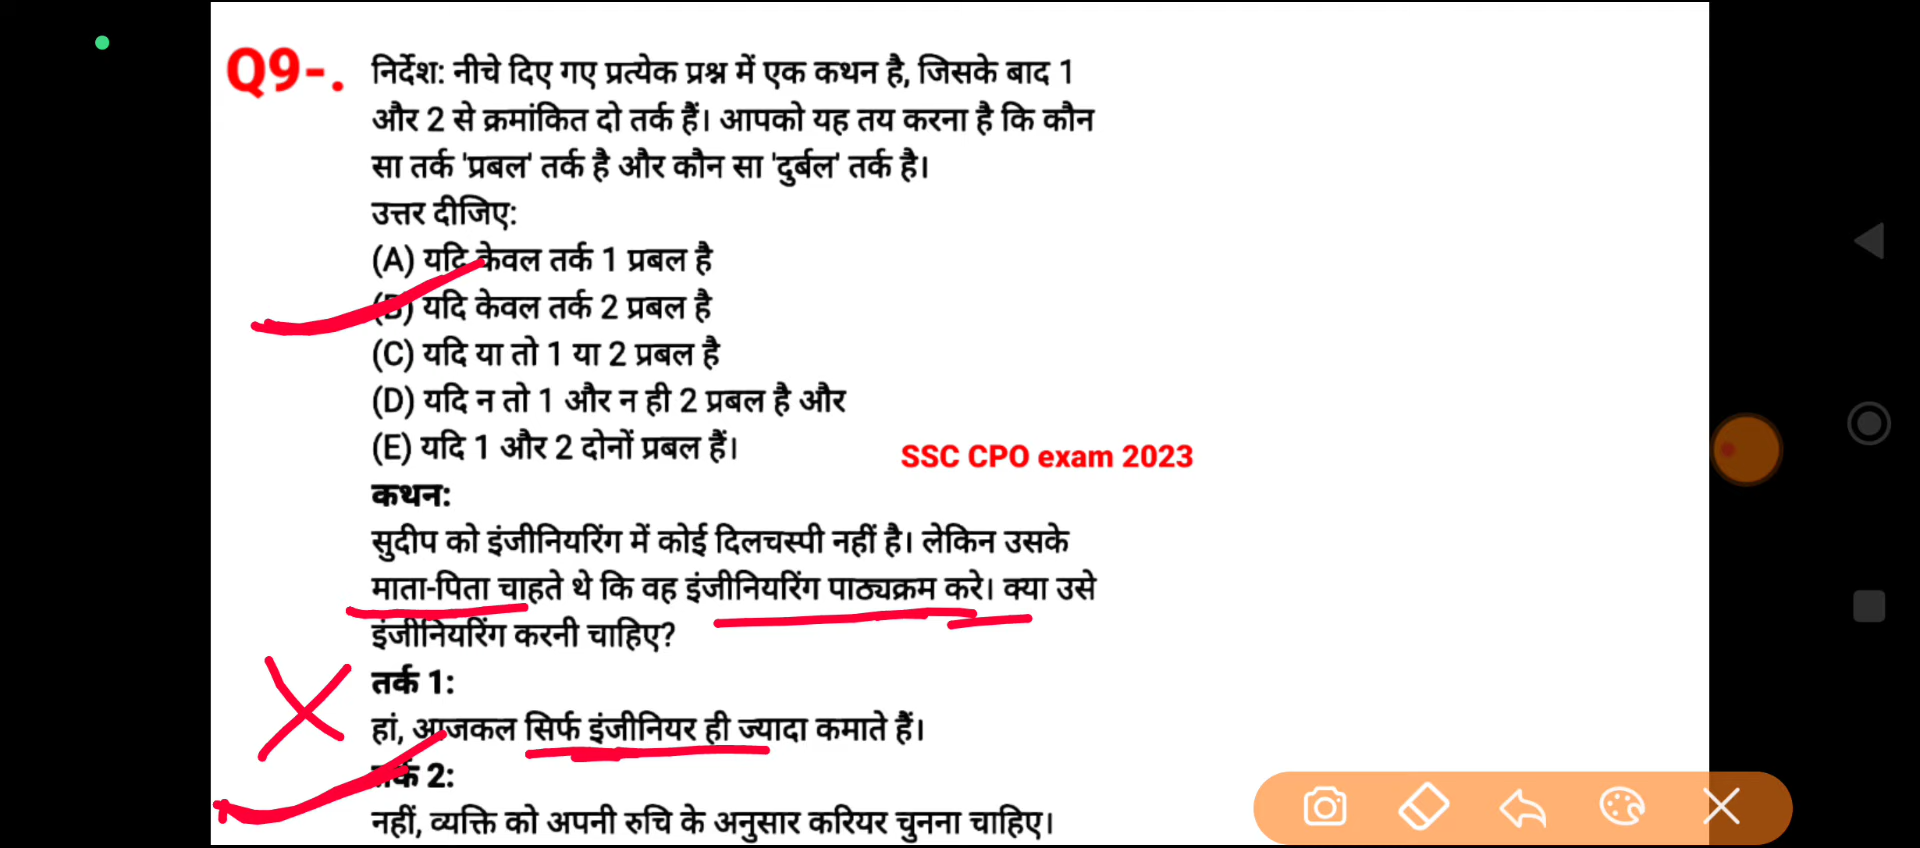 Q9-. निर्देश: नीचे दिए गए प्रत्येक प्रश्न में एक कथन है, जिसके बाद 1
और 2 से क्रमांकित दो तर्क हैं। आपको यह तय करना है कि कौन
सा तर्क 'प्रबल' तर्क है और कौन सा 'दुर्बल' तर्क है।
उत्तर दीजिए:
(A) यदि केवल तर्क 1 प्रबल है
(B) यदि केवल तर्क 2 प्रबल है
(C) यदि या तो 1 या 2 प्रबल है
(D) यदि न तो 1 और न ही 2 प्रबल है और
(E) यदि 1 और 2 दोनों प्रबल हैं।
SSC CPO exam 2023
कथन:
सुदीप को इंजीनियरिंग में कोई दिलचस्पी नहीं है। लेकिन उसके
माता-पिता चाहते थे कि वह इंजीनियरिंग पाठ्यक्रम करे। क्या उसे
इंजीनियरिंग करनी चाहिए?
तर्क 1:
हां, आजकल सिर्फ इंजीनियर ही ज्यादा कमाते हैं।
तर्क 2:
नहीं, व्यक्ति को अपनी रुचि के अनुसार करियर चुनना चाहिए।